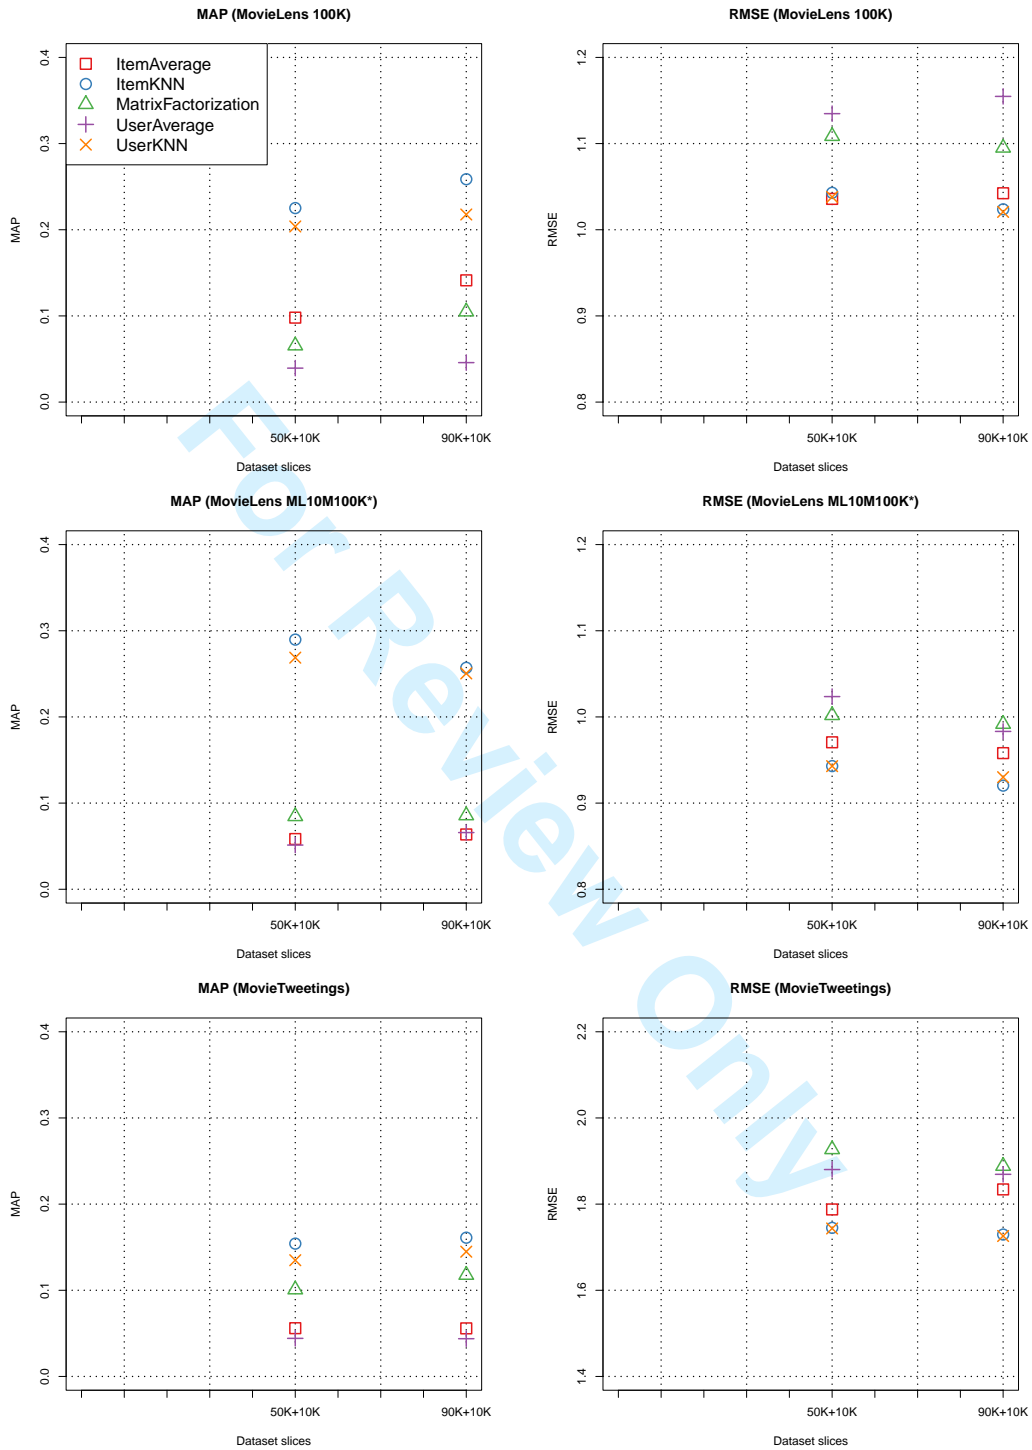 MAP (MovieLens 100K)
0.4
0.3
0.2
0.1
0.0
MAP
ItemAverage
ItemKNN
MatrixFactorization
UserAverage
UserKNN
50K+10K
90K+10K
Dataset slices
RMSE (MovieLens 100K)
1.2
1.1
1.0
0.9
0.8
RMSE
50K+10K
90K+10K
Dataset slices
MAP (MovieLens ML10M100K*)
0.4
0.3
0.2
0.1
0.0
MAP
50K+10K
90K+10K
Dataset slices
RMSE (MovieLens ML10M100K*)
1.2
1.1
1.0
0.9
0.8
RMSE
50K+10K
90K+10K
Dataset slices
MAP (MovieTweetings)
0.4
0.3
0.2
0.1
0.0
MAP
50K+10K
90K+10K
Dataset slices
RMSE (MovieTweetings)
2.2
2.0
1.8
1.6
1.4
RMSE
50K+10K
90K+10K
Dataset slices
For Review Only